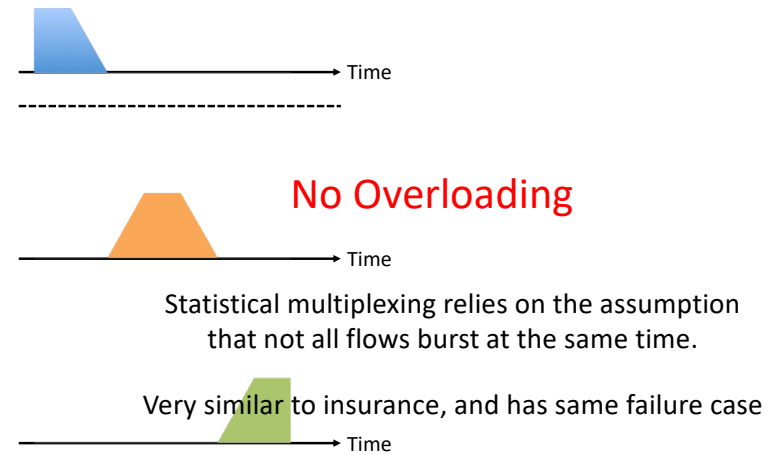 Time
No Overloading
Time
Statistical multiplexing relies on the assumption
that not all flows burst at the same time.
Very similar to insurance, and has same failure case
Time